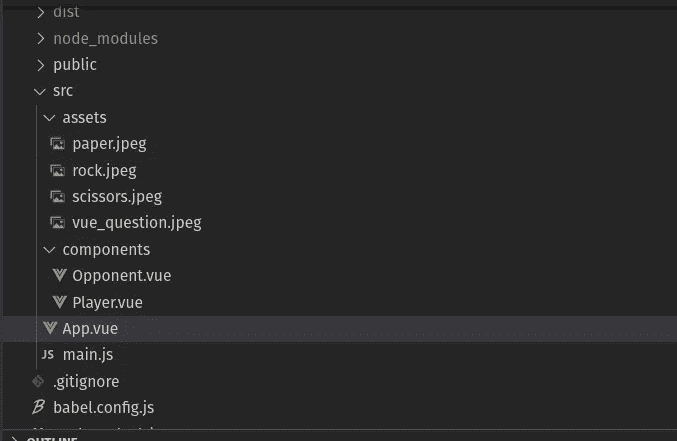 dist
node_modules
public
src
assets
paper.jpeg
rock.jpeg
scissors.jpeg
vue_question.jpeg
components
Opponent.vue
Player.vue
App.vue
JS main.js
.gitignore
babel.config.js
OUTLINE